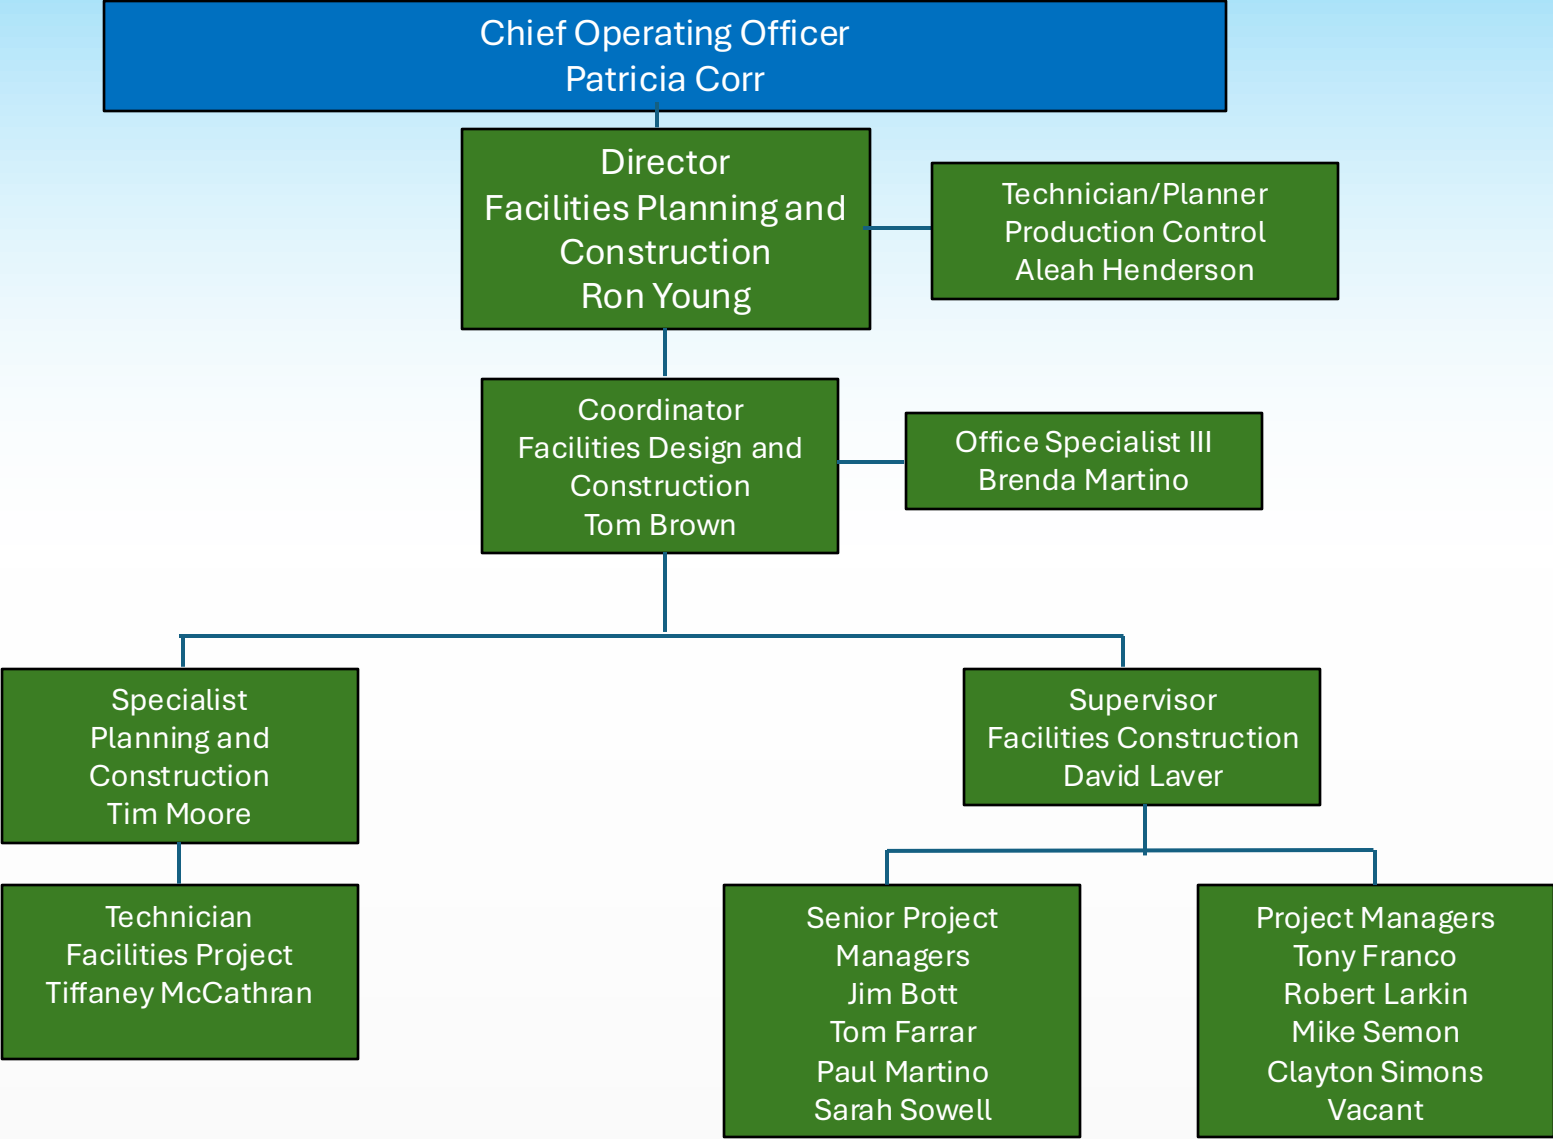 Chief Operating Officer
Patricia Corr
Director
Facilities Planning and
Construction
Ron Young
Technician/Planner
Production Control
Aleah Henderson
Coordinator
Facilities Design and
Construction
Tom Brown
Office Specialist III
Brenda Martino
Specialist
Planning and
Construction
Tim Moore
Supervisor
Facilities Construction
David Laver
Technician
Facilities Project
Tiffaney McCathran
Senior Project
Managers
Jim Bott
Tom Farrar
Paul Martino
Sarah Sowell
Project Managers
Tony Franco
Robert Larkin
Mike Semon
Clayton Simons
Vacant